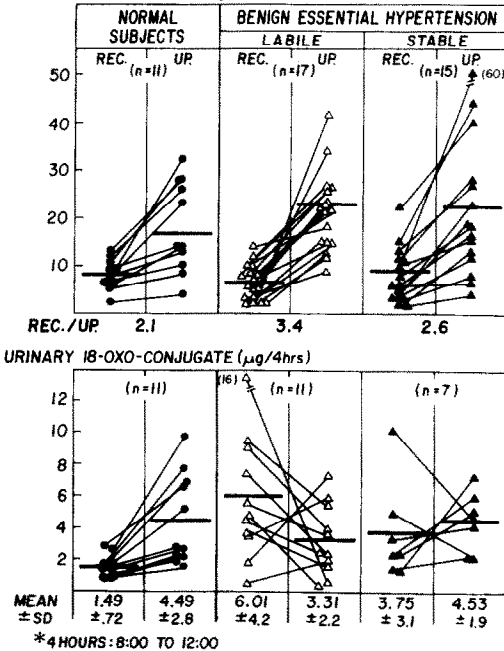 NORMAL SUBJECTS
BENIGN ESSENTIAL HYPERTENSION
LABILE
STABLE
REC. UP.
(n=11)
REC. UP.
(n=17)
REC. UP.
(n=15)
(60)
50
40
30
20
10
REC./UP. 2.1 3.4 2.6
URINARY 18-OXO-CONJUGATE (µg/4hrs)
(n=11)
(16)
(n=11)
(n=7)
12
10
8
6
4
2
MEAN 1.49 4.49 6.01 3.31 3.75 4.53
±SD ±.72 ±2.8 ±4.2 ±2.2 ±3.1 ±1.9
*4 HOURS: 8:00 TO 12:00